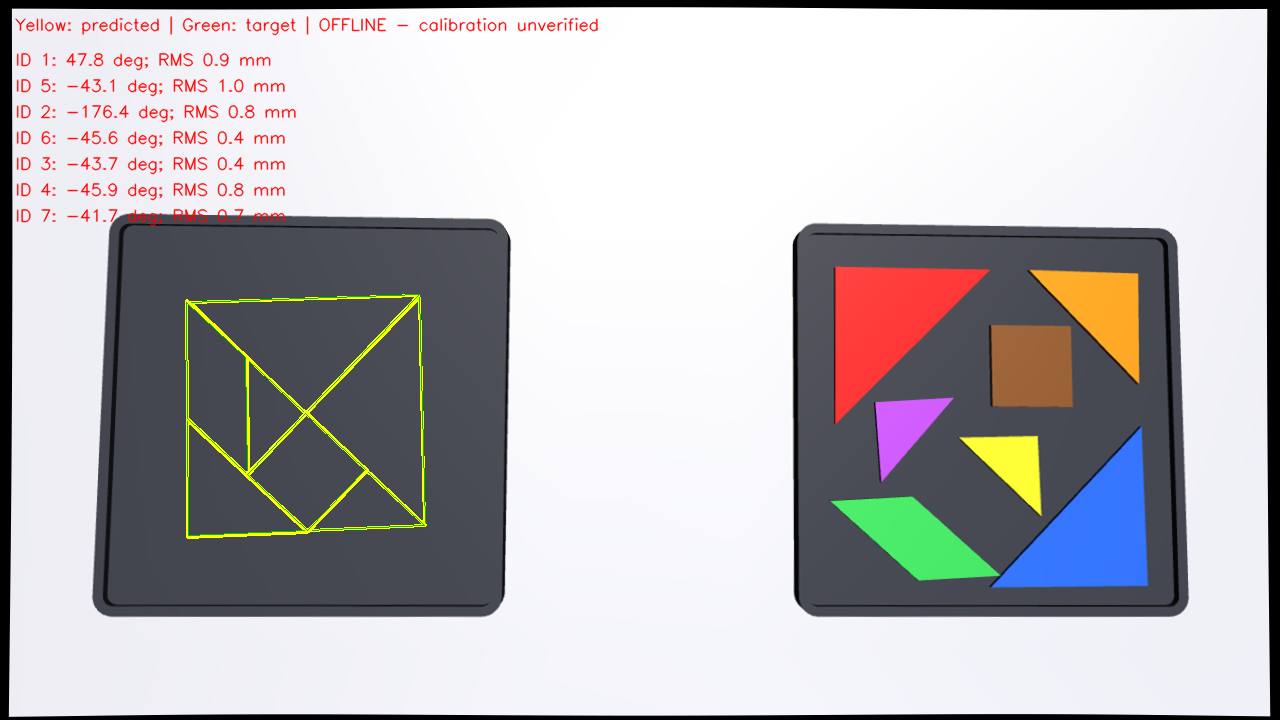 Yellow: predicted | Green: target | OFFLINE - calibration unverified
ID 1: 47.8 deg; RMS 0.9 mm
ID 5: -43.1 deg; RMS 1.0 mm
ID 2: -176.4 deg; RMS 0.8 mm
ID 6: -45.6 deg; RMS 0.4 mm
ID 3: -43.7 deg; RMS 0.4 mm
ID 4: -45.9 deg; RMS 0.8 mm
ID 7: -41.7 deg; RMS 0.7 mm